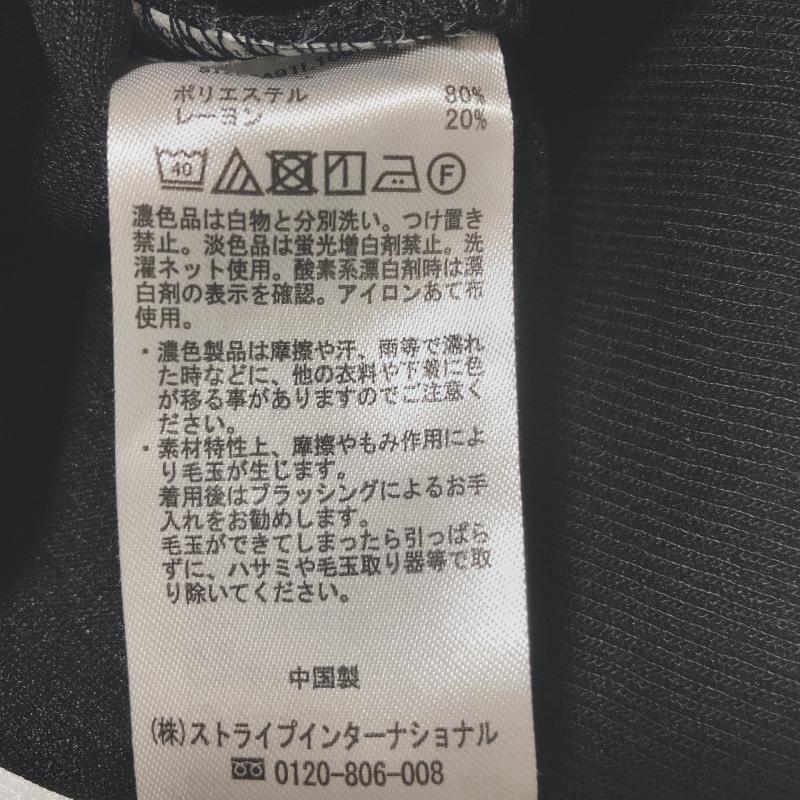 ポリエステル 80%
レーヨン 20%
40 F
濃色品は白物と分別洗い。つけ置き
禁止。淡色品は蛍光増白剤禁止。洗
濯ネット使用。酸素系漂白剤時は漂
白剤の表示を確認。アイロンあて布
使用。
・濃色製品は摩擦や汗、雨等で濡れ
た時などに、他の衣料や下着に色
が移る事がありますのでご注意く
ださい。
・素材特性上、摩擦やもみ作用によ
り毛玉が生じます。
着用後はブラッシングによるお手
入れをお勧めします。
毛玉ができてしまったら引っぱら
ずに、ハサミや毛玉取り器等で取
り除いてください。
中国製
(株)ストライプインターナショナル
0120-806-008